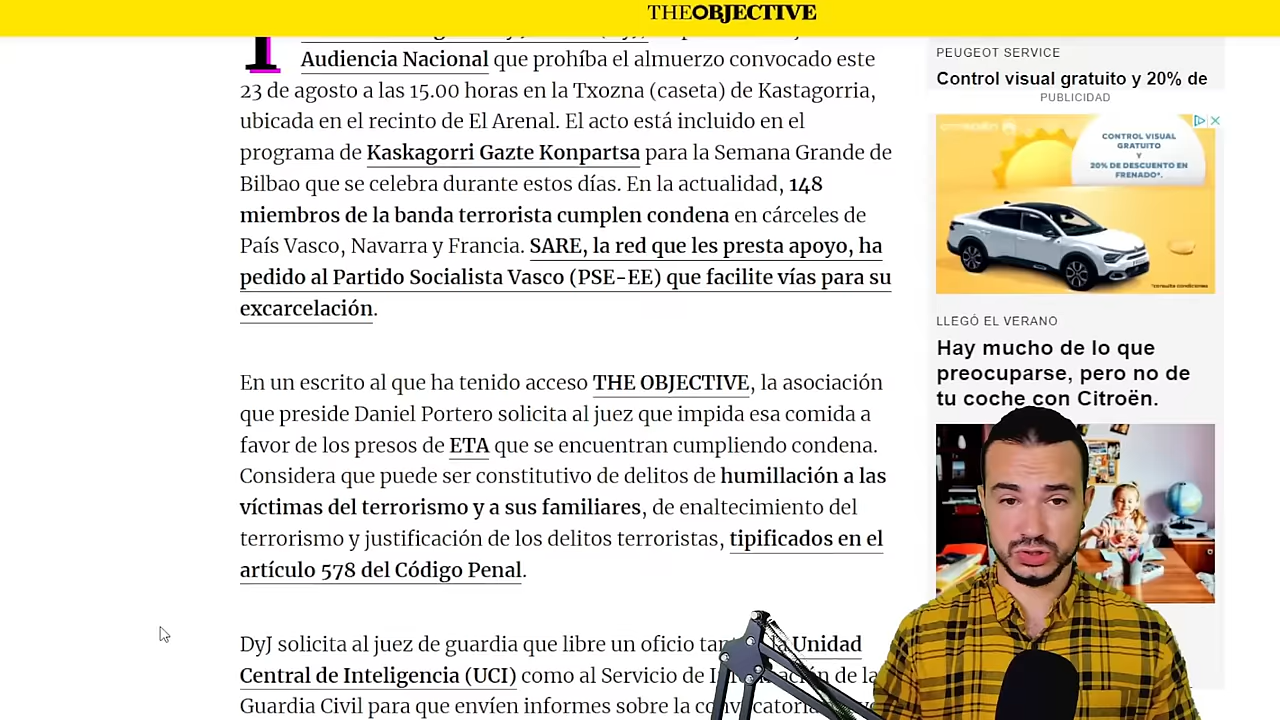 THEOBJECTIVE
Audiencia Nacional que prohíba el almuerzo convocado este
23 de agosto a las 15.00 horas en la Txozna (caseta) de Kastagorria,
ubicada en el recinto de El Arenal. El acto está incluido en el
programa de Kaskagorri Gazte Konpartsa para la Semana Grande de
Bilbao que se celebra durante estos días. En la actualidad, 148
miembros de la banda terrorista cumplen condena en cárceles de
País Vasco, Navarra y Francia. SARE, la red que les presta apoyo, ha
pedido al Partido Socialista Vasco (PSE-EE) que facilite vías para su
excarcelación.
En un escrito al que ha tenido acceso THE OBJECTIVE, la asociación
que preside Daniel Portero solicita al juez que impida esa comida a
favor de los presos de ETA que se encuentran cumpliendo condena.
Considera que puede ser constitutivo de delitos de humillación a las
víctimas del terrorismo y a sus familiares, de enaltecimiento del
terrorismo y justificación de los delitos terroristas, tipificados en el
artículo 578 del Código Penal.
DyJ solicita al juez de guardia que libre un oficio la Unidad
Central de Inteligencia (UCI) como al Servicio de de la
Guardia Civil para que envíen informes sobre la
PEUGEOT SERVICE
Control visual gratuito y 20% de
PUBLICIDAD
CONTROL VISUAL
GRATUITO
Y
20% DE DESCUENTO EN
FRENADO*.
*consulta condiciones
LLEGÓ EL VERANO
Hay mucho de lo que
preocuparse, pero no de
tu coche con Citroën.